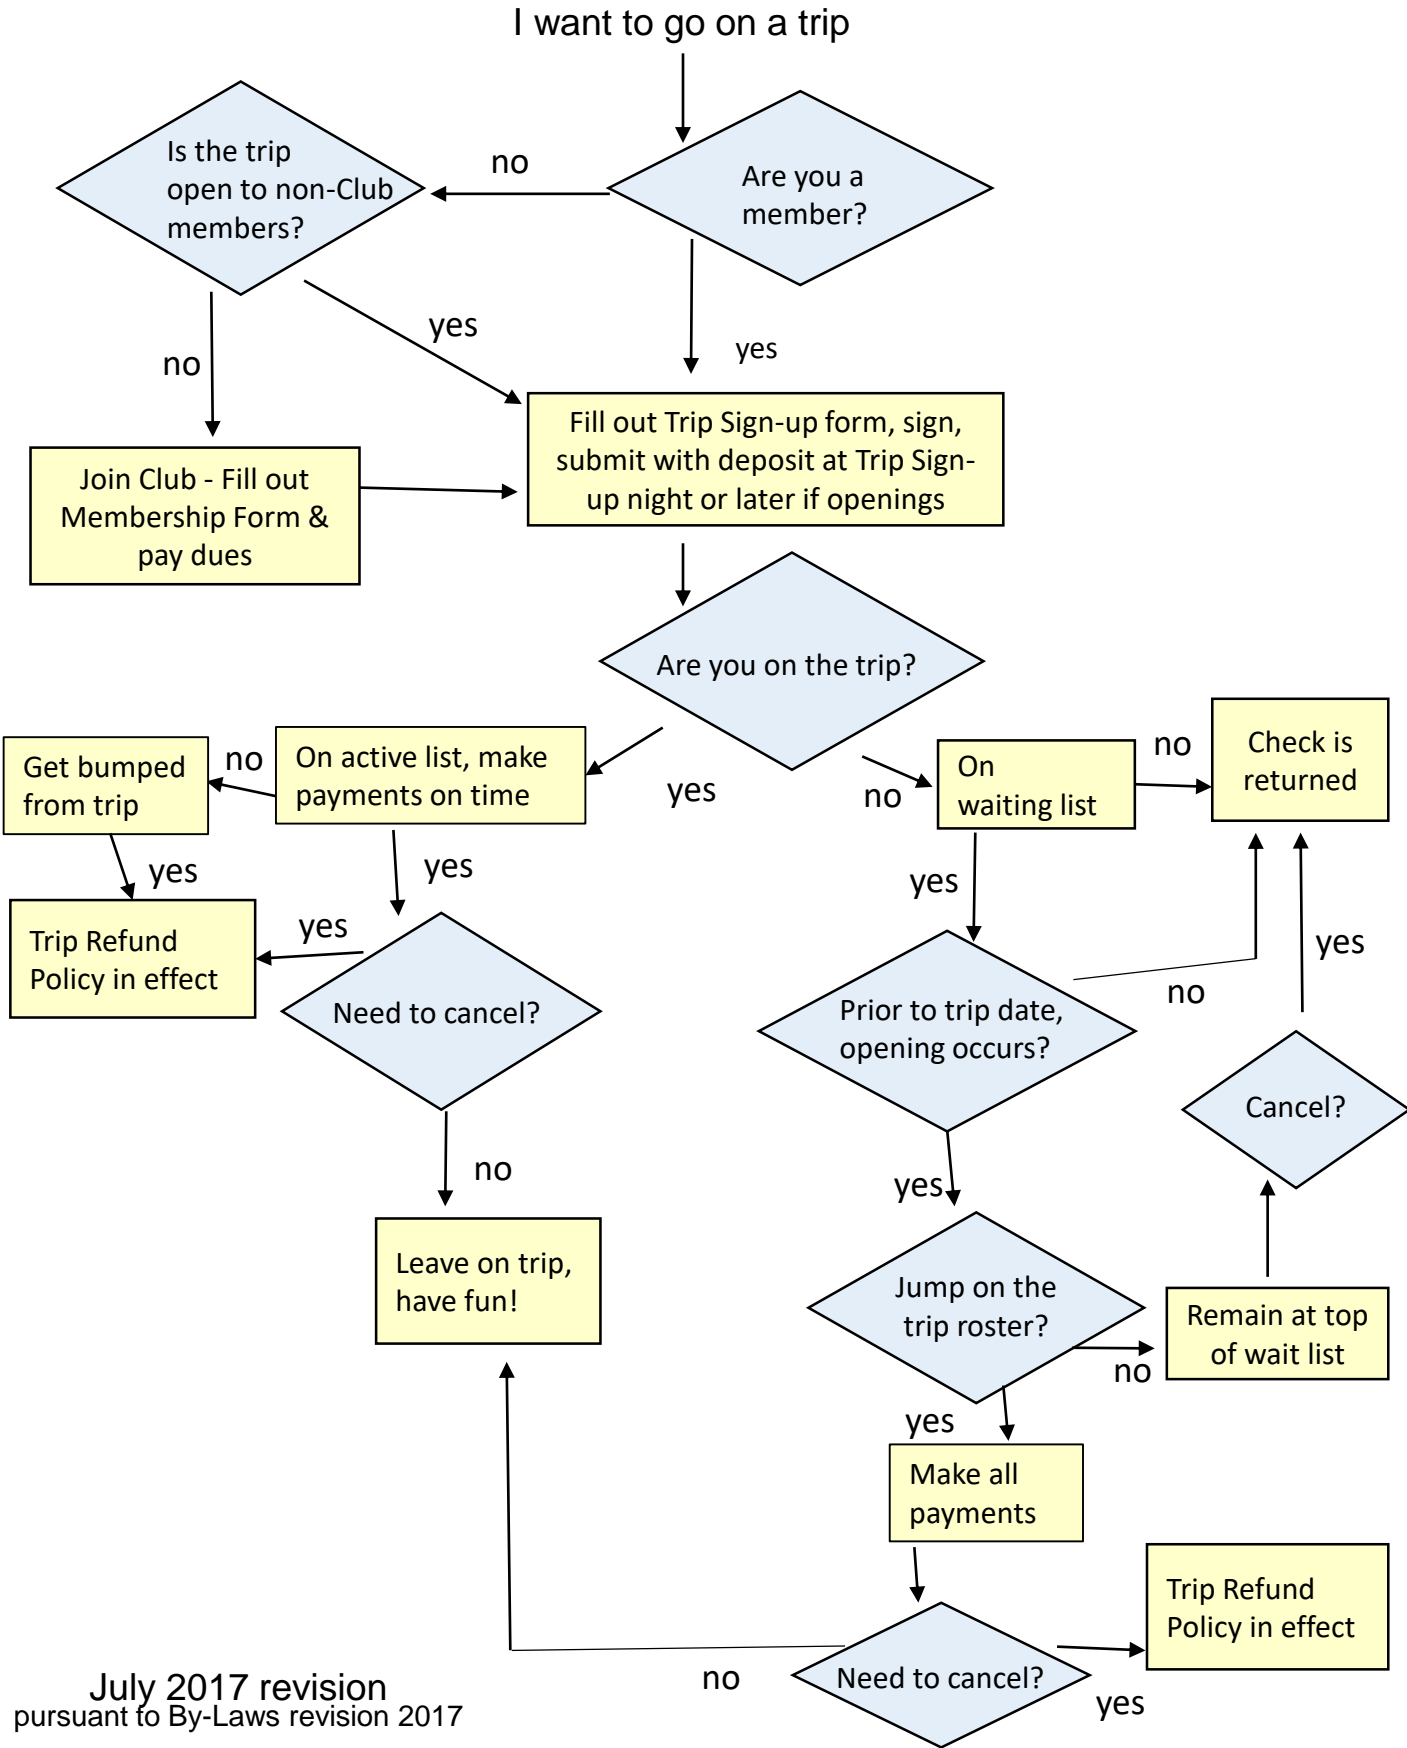 I want to go on a trip
Is the trip
open to non-Club
members?
no
Are you a
member?
yes
yes
no
Fill out Trip Sign-up form, sign,
submit with deposit at Trip Sign-
up night or later if openings
Join Club - Fill out
Membership Form &
pay dues
Are you on the trip?
Get bumped
from trip
no
On active list, make
payments on time
yes
no
On
waiting list
no
Check is
returned
yes
yes
yes
Trip Refund
Policy in effect
yes
Need to cancel?
Prior to trip date,
opening occurs?
no
yes
Cancel?
no
yes
Leave on trip,
have fun!
Jump on the
trip roster?
no
Remain at top
of wait list
yes
Make all
payments
Trip Refund
Policy in effect
no
Need to cancel?
yes
July 2017 revision
pursuant to By-Laws revision 2017